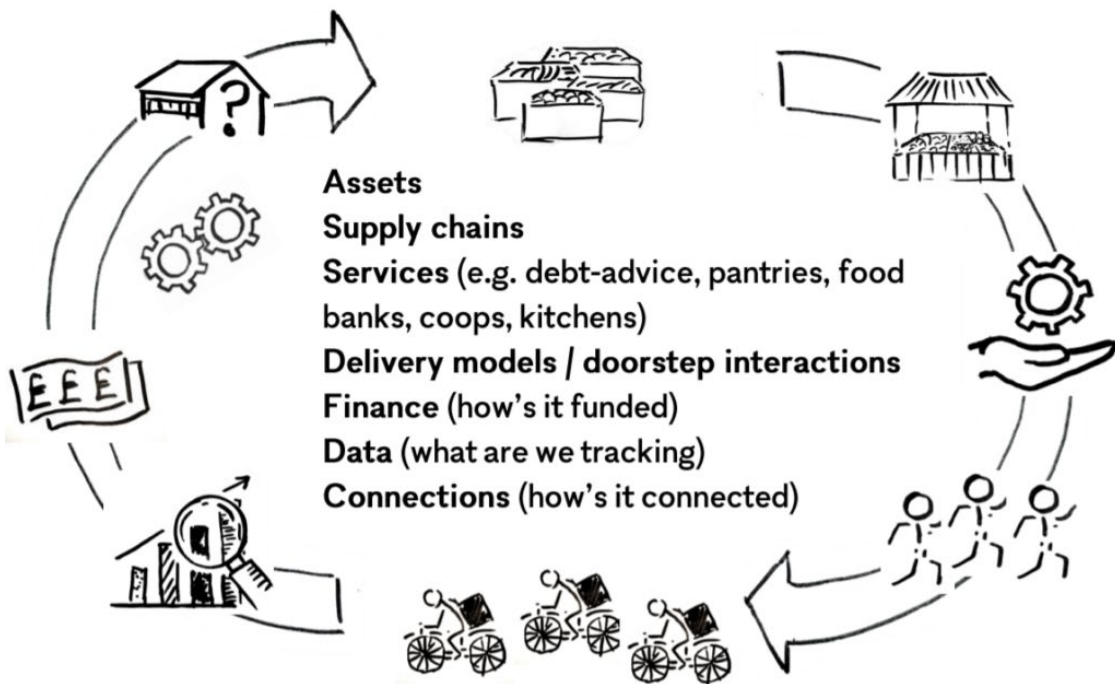 ?
Assets
Supply chains
Services (e.g. debt-advice, pantries, food
banks, coops, kitchens)
Delivery models / doorstep interactions
£ £ £
Finance (how's it funded)
Data (what are we tracking)
Connections (how's it connected)